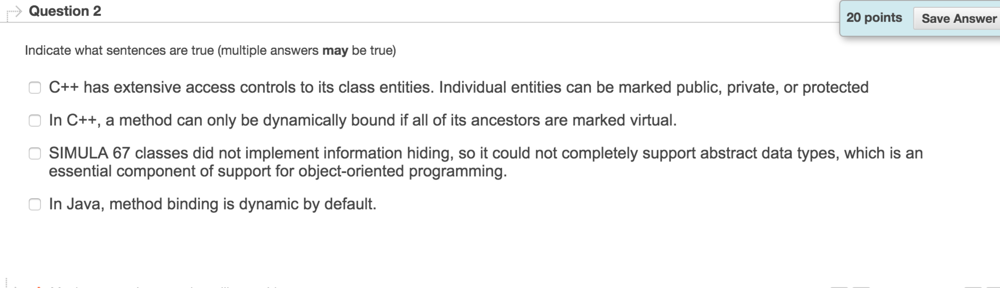 Question 2
20 points
Save Answer
Indicate what sentences are true (multiple answers may be true)
C++ has extensive access controls to its class entities. Individual entities can be marked public, private, or protected
In C++, a method can only be dynamically bound if all of its ancestors are marked virtual.
SIMULA 67 classes did not implement information hiding, so it could not completely support abstract data types, which is an
essential component of support for object-oriented programming.
In Java, method binding is dynamic by default.